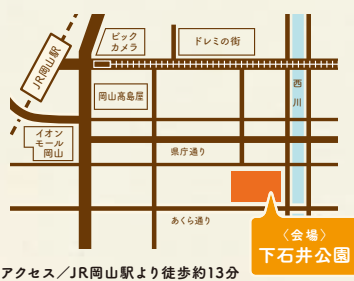 ビック
カメラ
ドレミの街
JR岡山駅
西川
岡山高島屋
イオン
モール
岡山
県庁通り
あくら通り
〈会場〉
下石井公園
アクセス／JR岡山駅より徒歩約13分